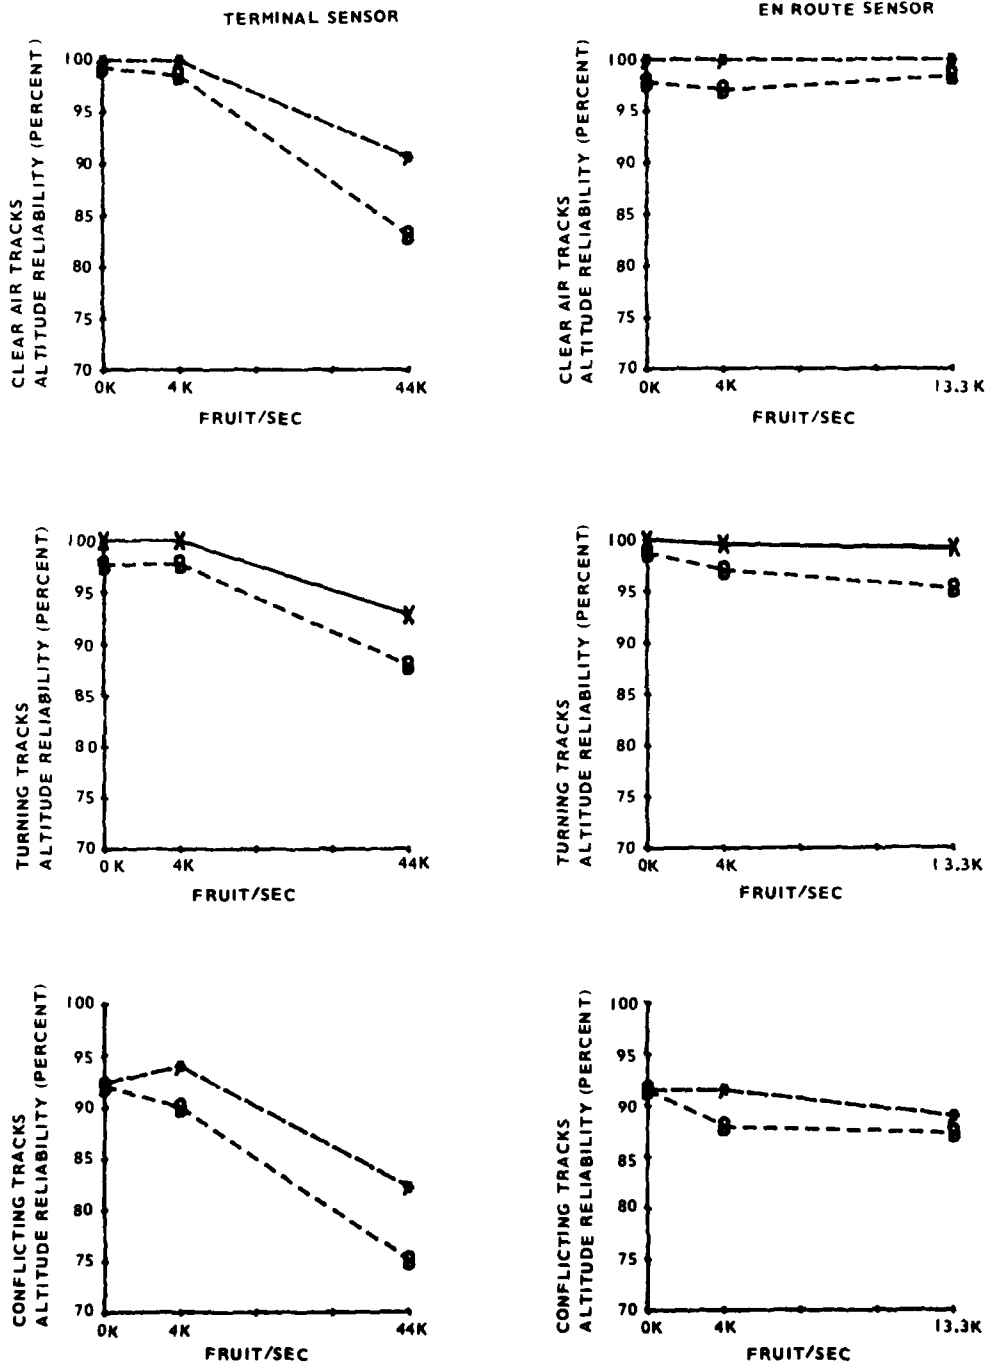 TERMINAL SENSOR
EN ROUTE SENSOR
CLEAR AIR TRACKS
ALTITUDE RELIABILITY (PERCENT)
100
95
90
85
80
75
70
0K
4K
44K
FRUIT/SEC
CLEAR AIR TRACKS
ALTITUDE RELIABILITY (PERCENT)
100
95
90
85
80
75
70
0K
4K
13.3K
FRUIT/SEC
TURNING TRACKS
ALTITUDE RELIABILITY (PERCENT)
100
95
90
85
80
75
70
0K
4K
44K
FRUIT/SEC
TURNING TRACKS
ALTITUDE RELIABILITY (PERCENT)
100
95
90
85
80
75
70
0K
4K
13.3K
FRUIT/SEC
CONFLICTING TRACKS
ALTITUDE RELIABILITY (PERCENT)
100
95
90
85
80
75
70
0K
4K
44K
FRUIT/SEC
CONFLICTING TRACKS
ALTITUDE RELIABILITY (PERCENT)
100
95
90
85
80
75
70
0K
4K
13.3K
FRUIT/SEC